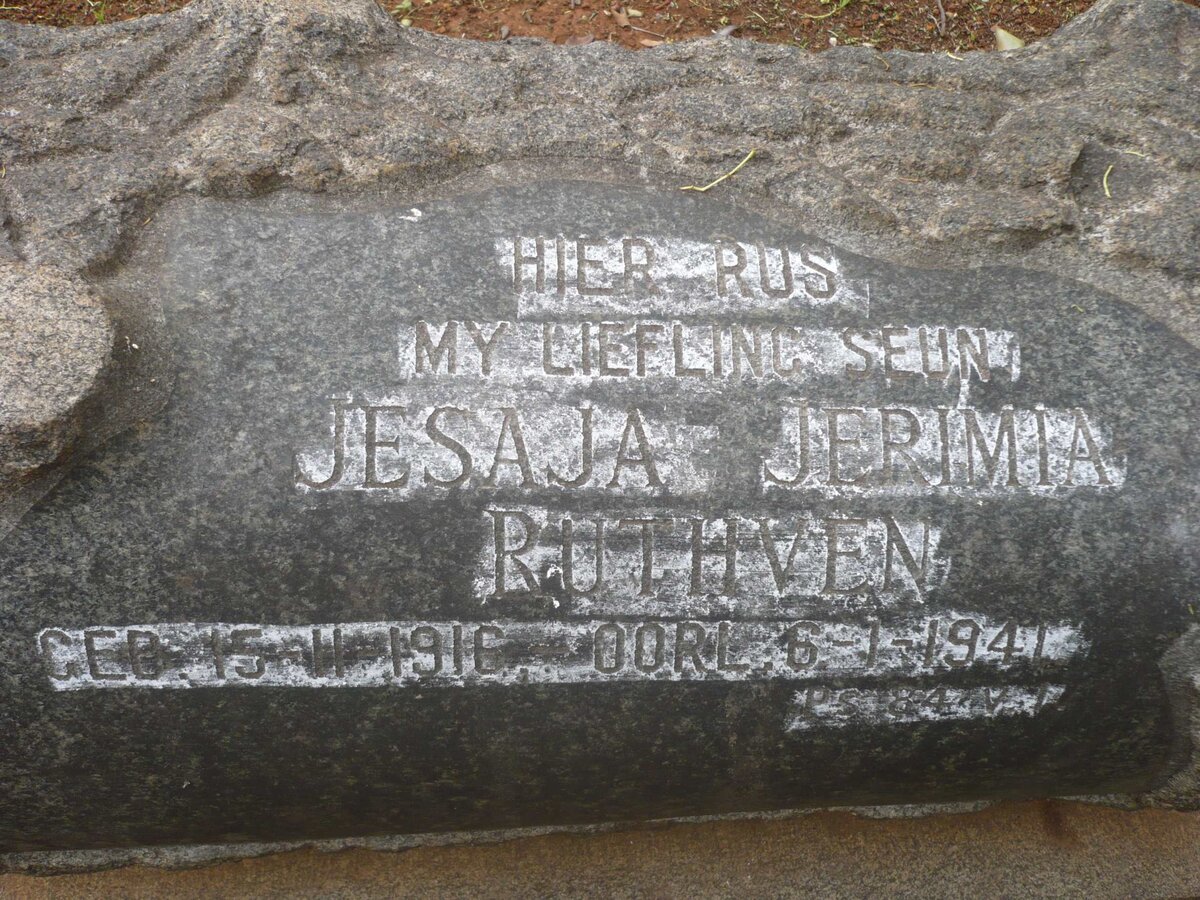 HIER RUS
MY LIEFLING SEUN
JESAJA JERIMIA
RUTHVEN
GEB. 15-11-1916,- OORL. 6-1-1941
PS 84 V 1